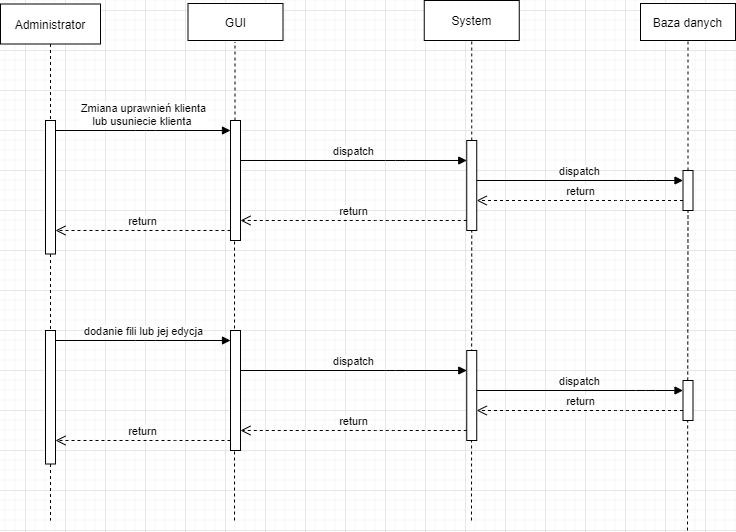 Administrator
GUI
System
Baza danych
Zmiana uprawnień klienta
lub usuniecie klienta
dispatch
dispatch
return
return
return
dodanie fili lub jej edycja
dispatch
dispatch
return
return
return